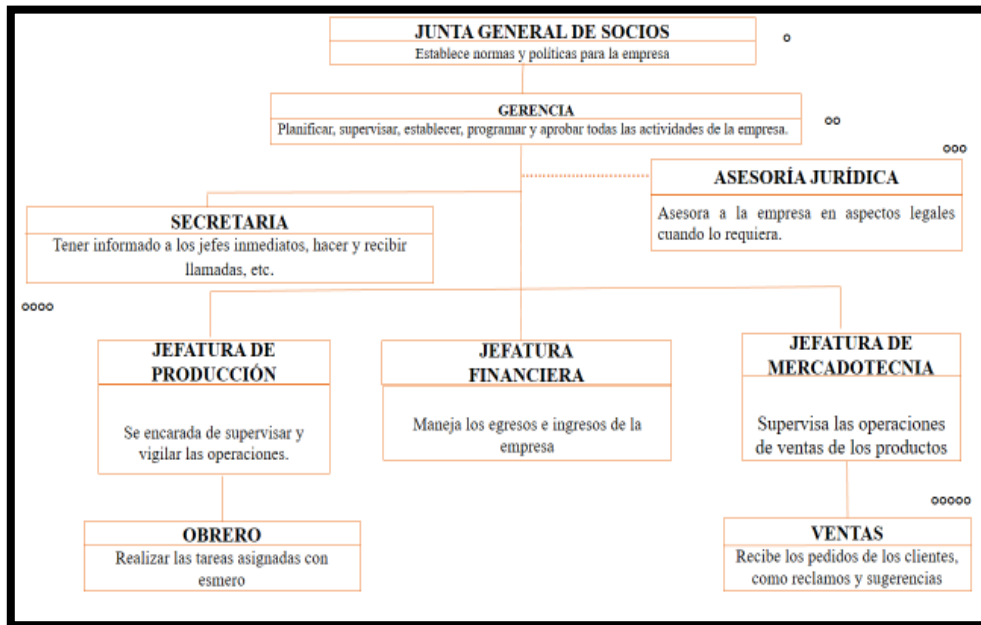 JUNTA GENERAL DE SOCIOS
Establece normas y políticas para la empresa
°
GERENCIA
Planificar, supervisar, establecer, programar y aprobar todas las actividades de la empresa.
°°
°°°
ASESORÍA JURÍDICA
Asesora a la empresa en aspectos legales
cuando lo requiera.
SECRETARIA
Tener informado a los jefes inmediatos, hacer y recibir
llamadas, etc.
°°°°
JEFATURA DE
PRODUCCIÓN
Se encarada de supervisar y
vigilar las operaciones.
JEFATURA
FINANCIERA
Maneja los egresos e ingresos de la
empresa
JEFATURA DE
MERCADOTECNIA
Supervisa las operaciones
de ventas de los productos
°°°°°
OBRERO
Realizar las tareas asignadas con
esmero
VENTAS
Recibe los pedidos de los clientes,
como reclamos y sugerencias